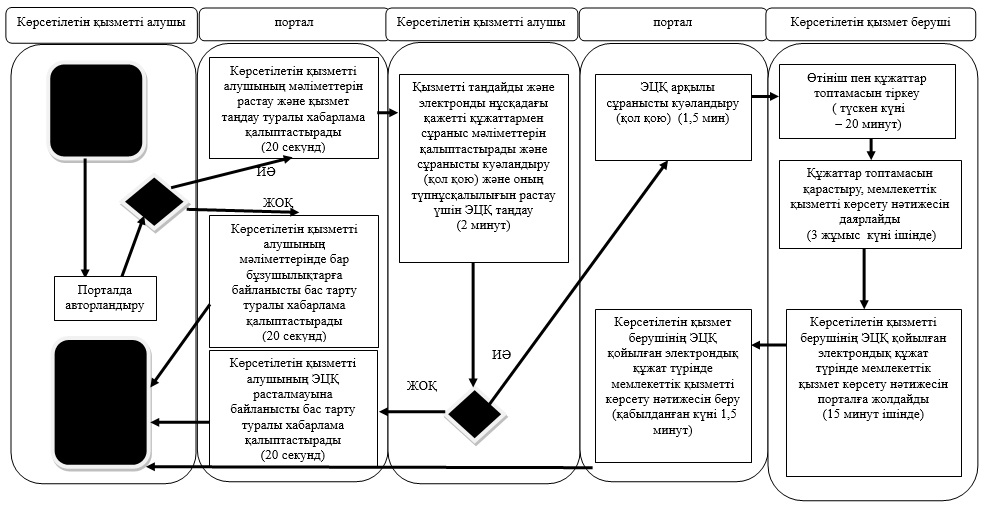 Көрсетілетін қызметті алушы
портал
Көрсетілетін қызметті алушы
портал
Көрсетілетін қызмет беруші
Порталда
авторландыру
Көрсетілетін қызметті
алушының мәліметтерін
растау және қызмет
таңдау туралы хабарлама
қалыптастырады
(20 секунд)
ИӘ
ЖОҚ
Көрсетілетін қызметті
алушының
мәліметтерінде бар
бұзушылықтарға
байланысты бас тарту
туралы хабарлама
қалыптастырады
(20 секунд)
Көрсетілетін қызметті
алушының ЭЦҚ
расталмауына
байланысты бас тарту
туралы хабарлама
қалыптастырады
(20 секунд)
Қызметті таңдайды және
электронды нұсқадағы
қажетті құжаттармен
сұраныс мәліметтерін
қалыптастырады және
сұранысты куәландыру
(қол қою) және оның
түпнұсқалылығын растау
үшін ЭЦҚ таңдау
(2 минут)
ИӘ
ЖОҚ
ЭЦҚ арқылы
сұранысты куәландыру
(қол қою) (1,5 мин)
Көрсетілетін қызмет
берушінің ЭЦҚ
қойылған электрондық
құжат түрінде
мемлекеттік қызметті
көрсету нәтижесін беру
(қабылданған күні 1,5
минут)
Өтініш пен құжаттар
топтамасын тіркеу
( түскен күні
– 20 минут)
Құжаттар топтамасын
қарастыру, мемлекеттік
қызметті көрсету нәтижесін
даярлайды
(3 жұмыс күні ішінде)
Көрсетілетін қызметті
берушінің ЭЦҚ қойылған
электрондық құжат
түрінде мемлекеттік
қызмет көрсету нәтижесін
порталға жолдайды
(15 минут ішінде)